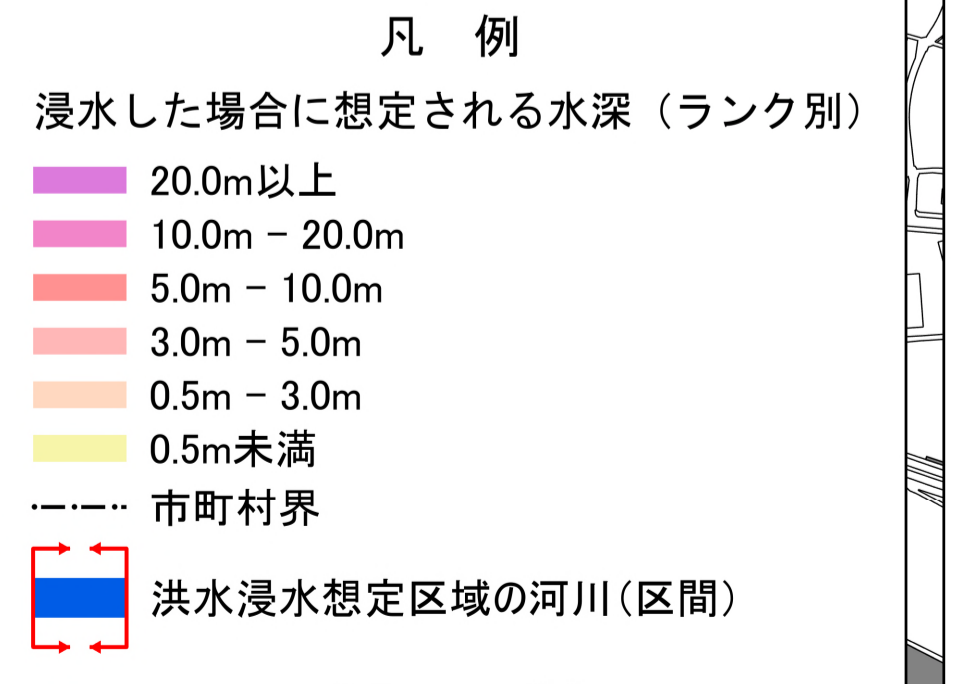 凡　例
浸水した場合に想定される水深（ランク別）
20.0m以上
10.0m － 20.0m
5.0m － 10.0m
3.0m － 5.0m
0.5m － 3.0m
0.5m未満
市町村界
洪水浸水想定区域の河川（区間）